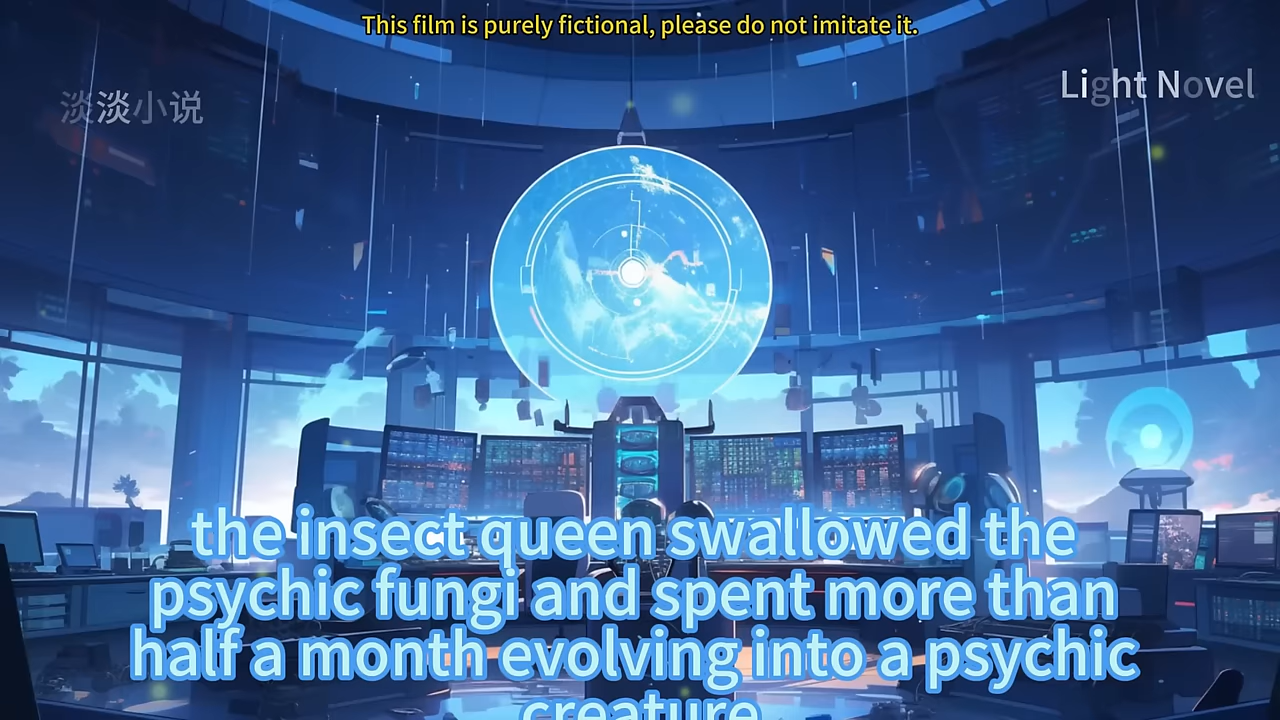 This film is purely fictional, please do not imitate it.
淡淡小说
Light Novel
the insect queen swallowed the
psychic fungi and spent more than
half a month evolving into a psychic
creature